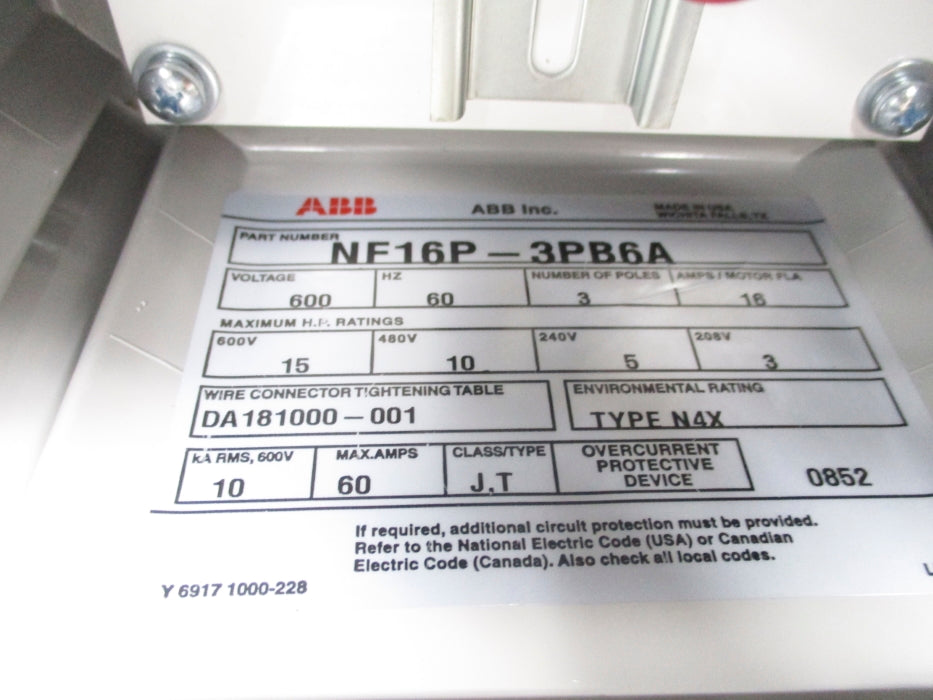 ABB ABB Inc. MADE IN USA
WICHITA FALLS, TX
PART NUMBER NF16P – 3PB6A
VOLTAGE HZ NUMBER OF POLES AMPS / MOTOR FLA
600 60 3 16
MAXIMUM H.P. RATINGS
600V 480V 240V 208V
15 10 5 3
WIRE CONNECTOR TIGHTENING TABLE ENVIRONMENTAL RATING
DA181000 – 001 TYPE N4X
kA RMS, 600V MAX.AMPS CLASS/TYPE OVERCURRENT
PROTECTIVE
DEVICE
10 60 J,T 0852
If required, additional circuit protection must be provided.
Refer to the National Electric Code (USA) or Canadian
Electric Code (Canada). Also check all local codes.
Y 6917 1000-228